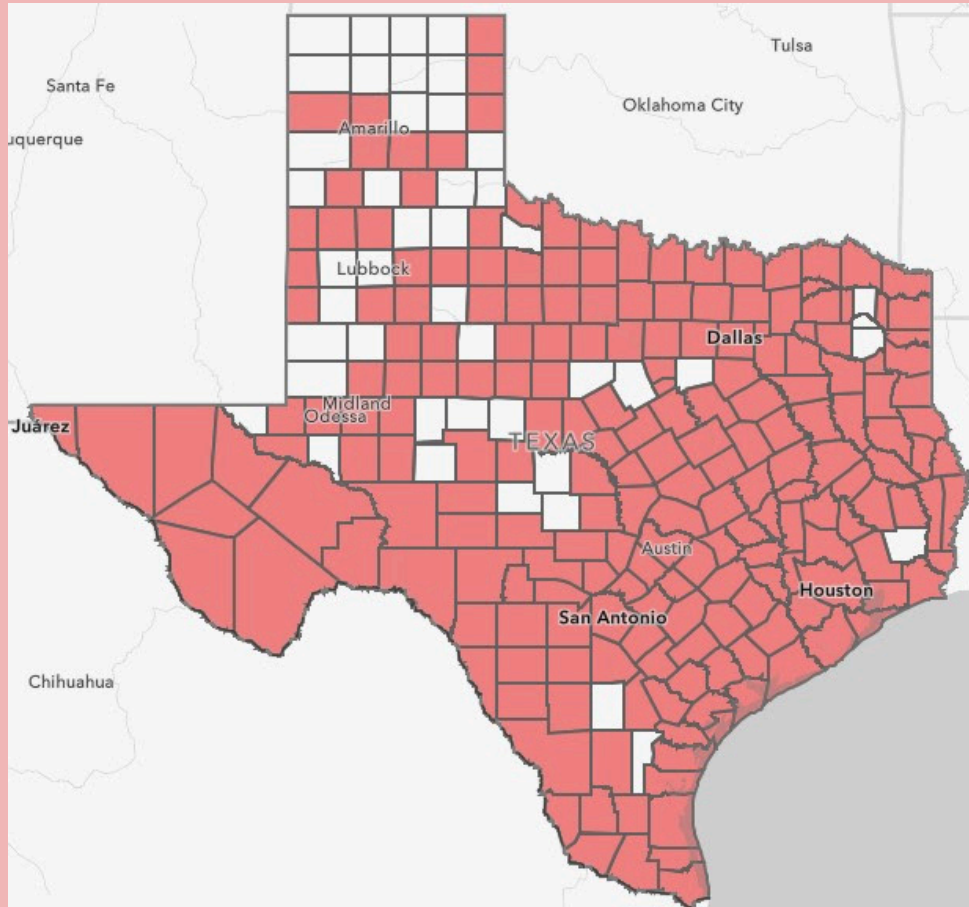 Tulsa
Santa Fe
Oklahoma City
uquerque
Amarillo
Lubbock
Dallas
Midland
Odessa
Juárez
TEXAS
Austin
Houston
San Antonio
Chihuahua